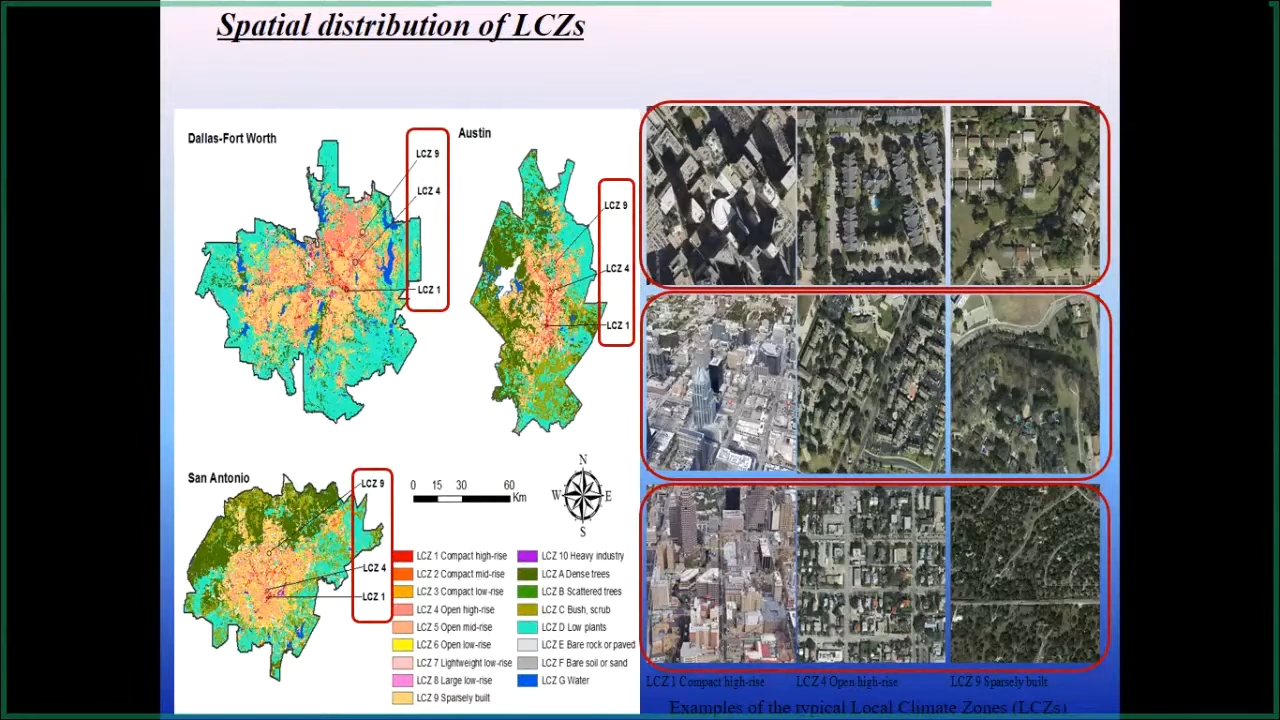 Spatial distribution of LCZs
Dallas-Fort Worth
LCZ 9
LCZ 4
LCZ 1
Austin
LCZ 9
LCZ 4
LCZ 1
San Antonio
LCZ 9
LCZ 4
LCZ 1
0 15 30 60
Km
N
W E
S
LCZ 1 Compact high-rise
LCZ 2 Compact mid-rise
LCZ 3 Compact low-rise
LCZ 4 Open high-rise
LCZ 5 Open mid-rise
LCZ 6 Open low-rise
LCZ 7 Lightweight low-rise
LCZ 8 Large low-rise
LCZ 9 Sparsely built
LCZ 10 Heavy industry
LCZ A Dense trees
LCZ B Scattered trees
LCZ C Bush, scrub
LCZ D Low plants
LCZ E Bare rock or paved
LCZ F Bare soil or sand
LCZ G Water
LCZ 1 Compact high-rise LCZ 4 Open high-rise LCZ 9 Sparsely built
Examples of the typical Local Climate Zones (LCZs)